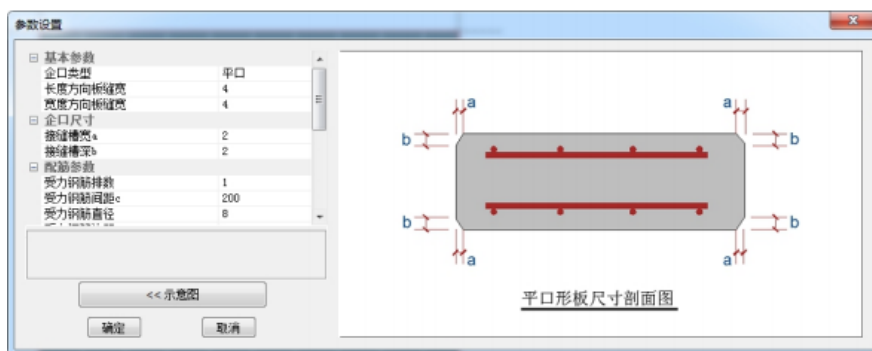 参数设置
基本参数
企口类型 平口
长度方向板缝宽 4
宽度方向板缝宽 4
企口尺寸
接缝槽宽a 2
接缝槽深b 2
配筋参数
受力钢筋排数 1
受力钢筋间距c 200
受力钢筋直径 8
<< 示意图
确定 取消
a a
b b
b b
a a
平口形板尺寸剖面图